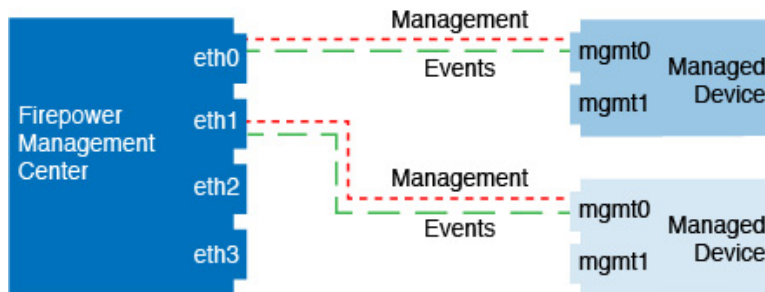 Management
eth0
Events
mgmt0
Managed
Device
mgmt1
Firepower
Management
Center
eth1
eth2
eth3
Management
Events
mgmt0
Managed
Device
mgmt1